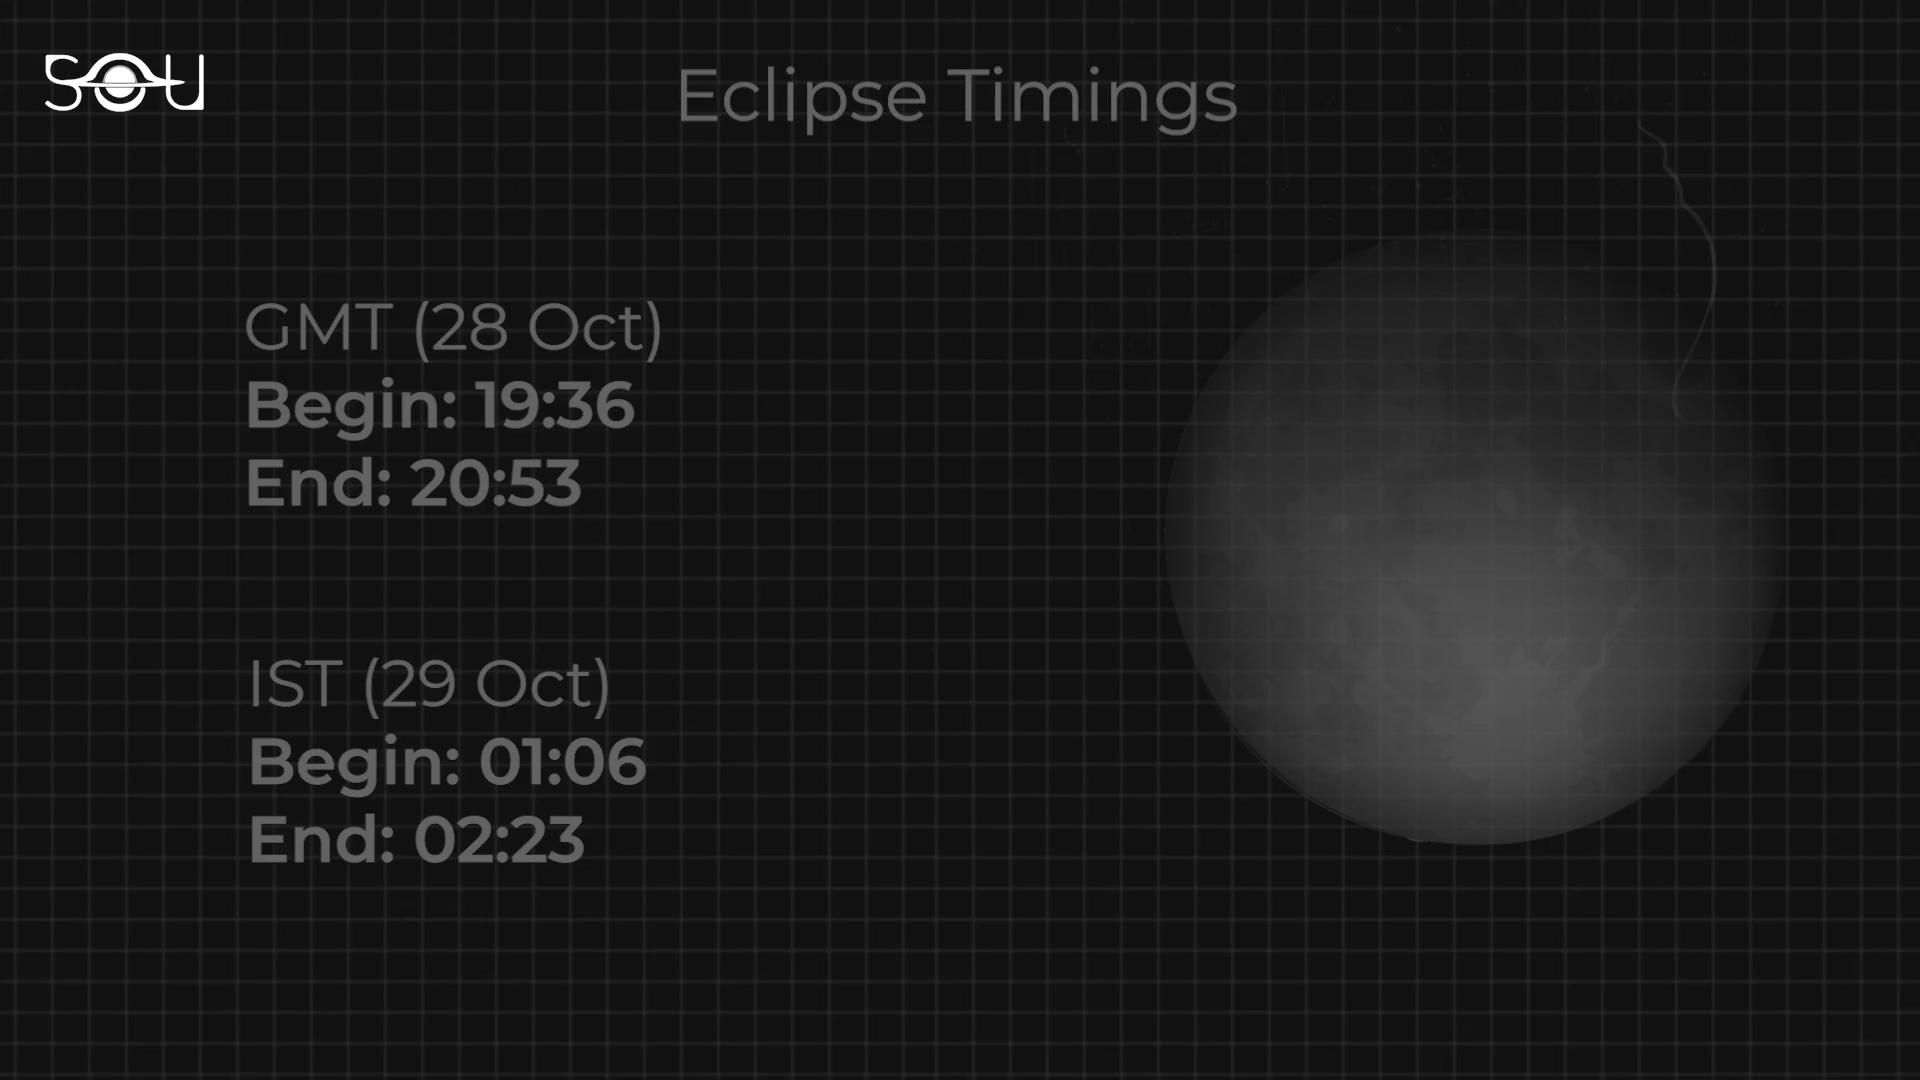 SOU
Eclipse Timings
GMT (28 Oct)
Begin: 19:36
End: 20:53
IST (29 Oct)
Begin: 01:06
End: 02:23